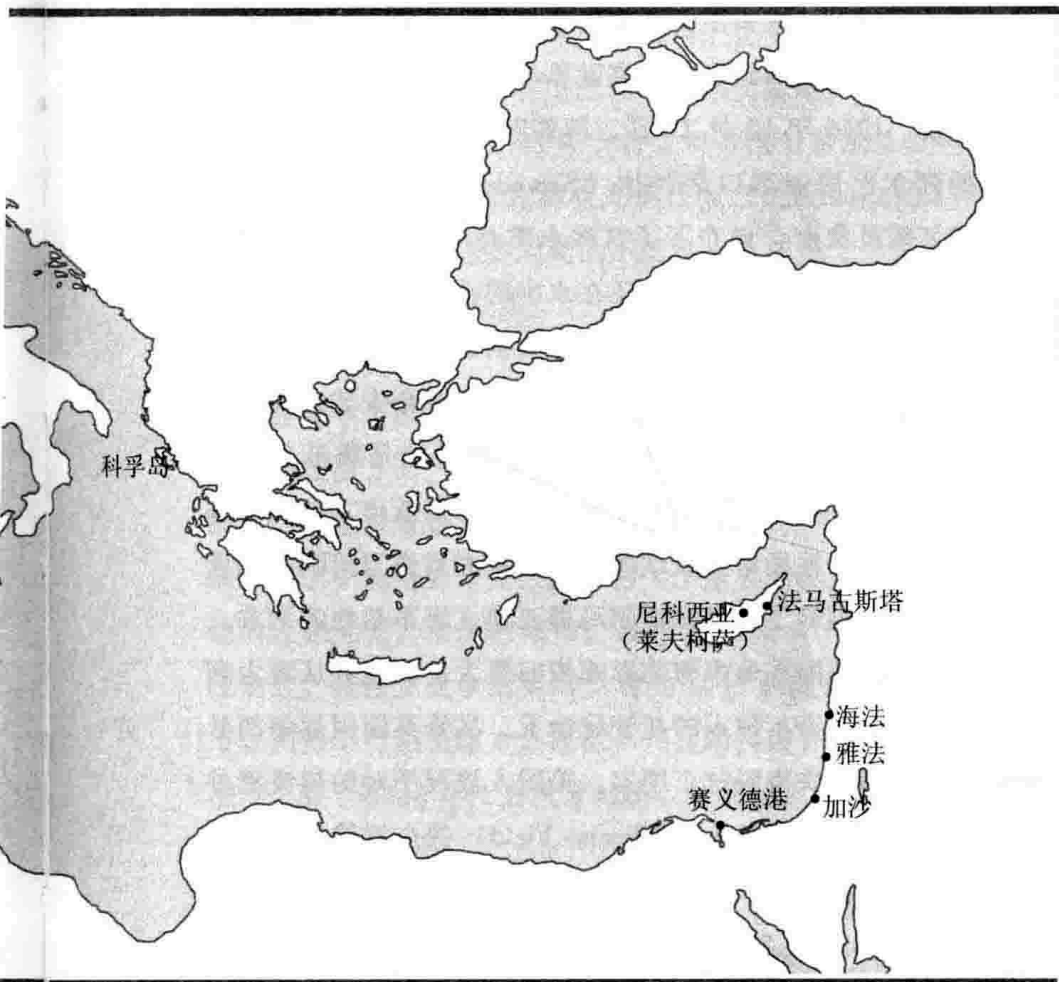 科孚岛
尼科西亚
（莱夫柯萨）
法马古斯塔
海法
雅法
赛义德港
加沙